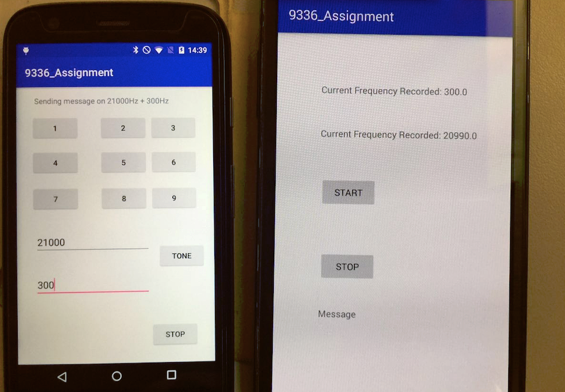 14:39
9336_Assignment
Sending message on 21000Hz + 300Hz
1 2 3
4 5 6
7 8 9
21000
TONE
300
STOP
9336_Assignment
Current Frequency Recorded: 300.0
Current Frequency Recorded: 20990.0
START
STOP
Message